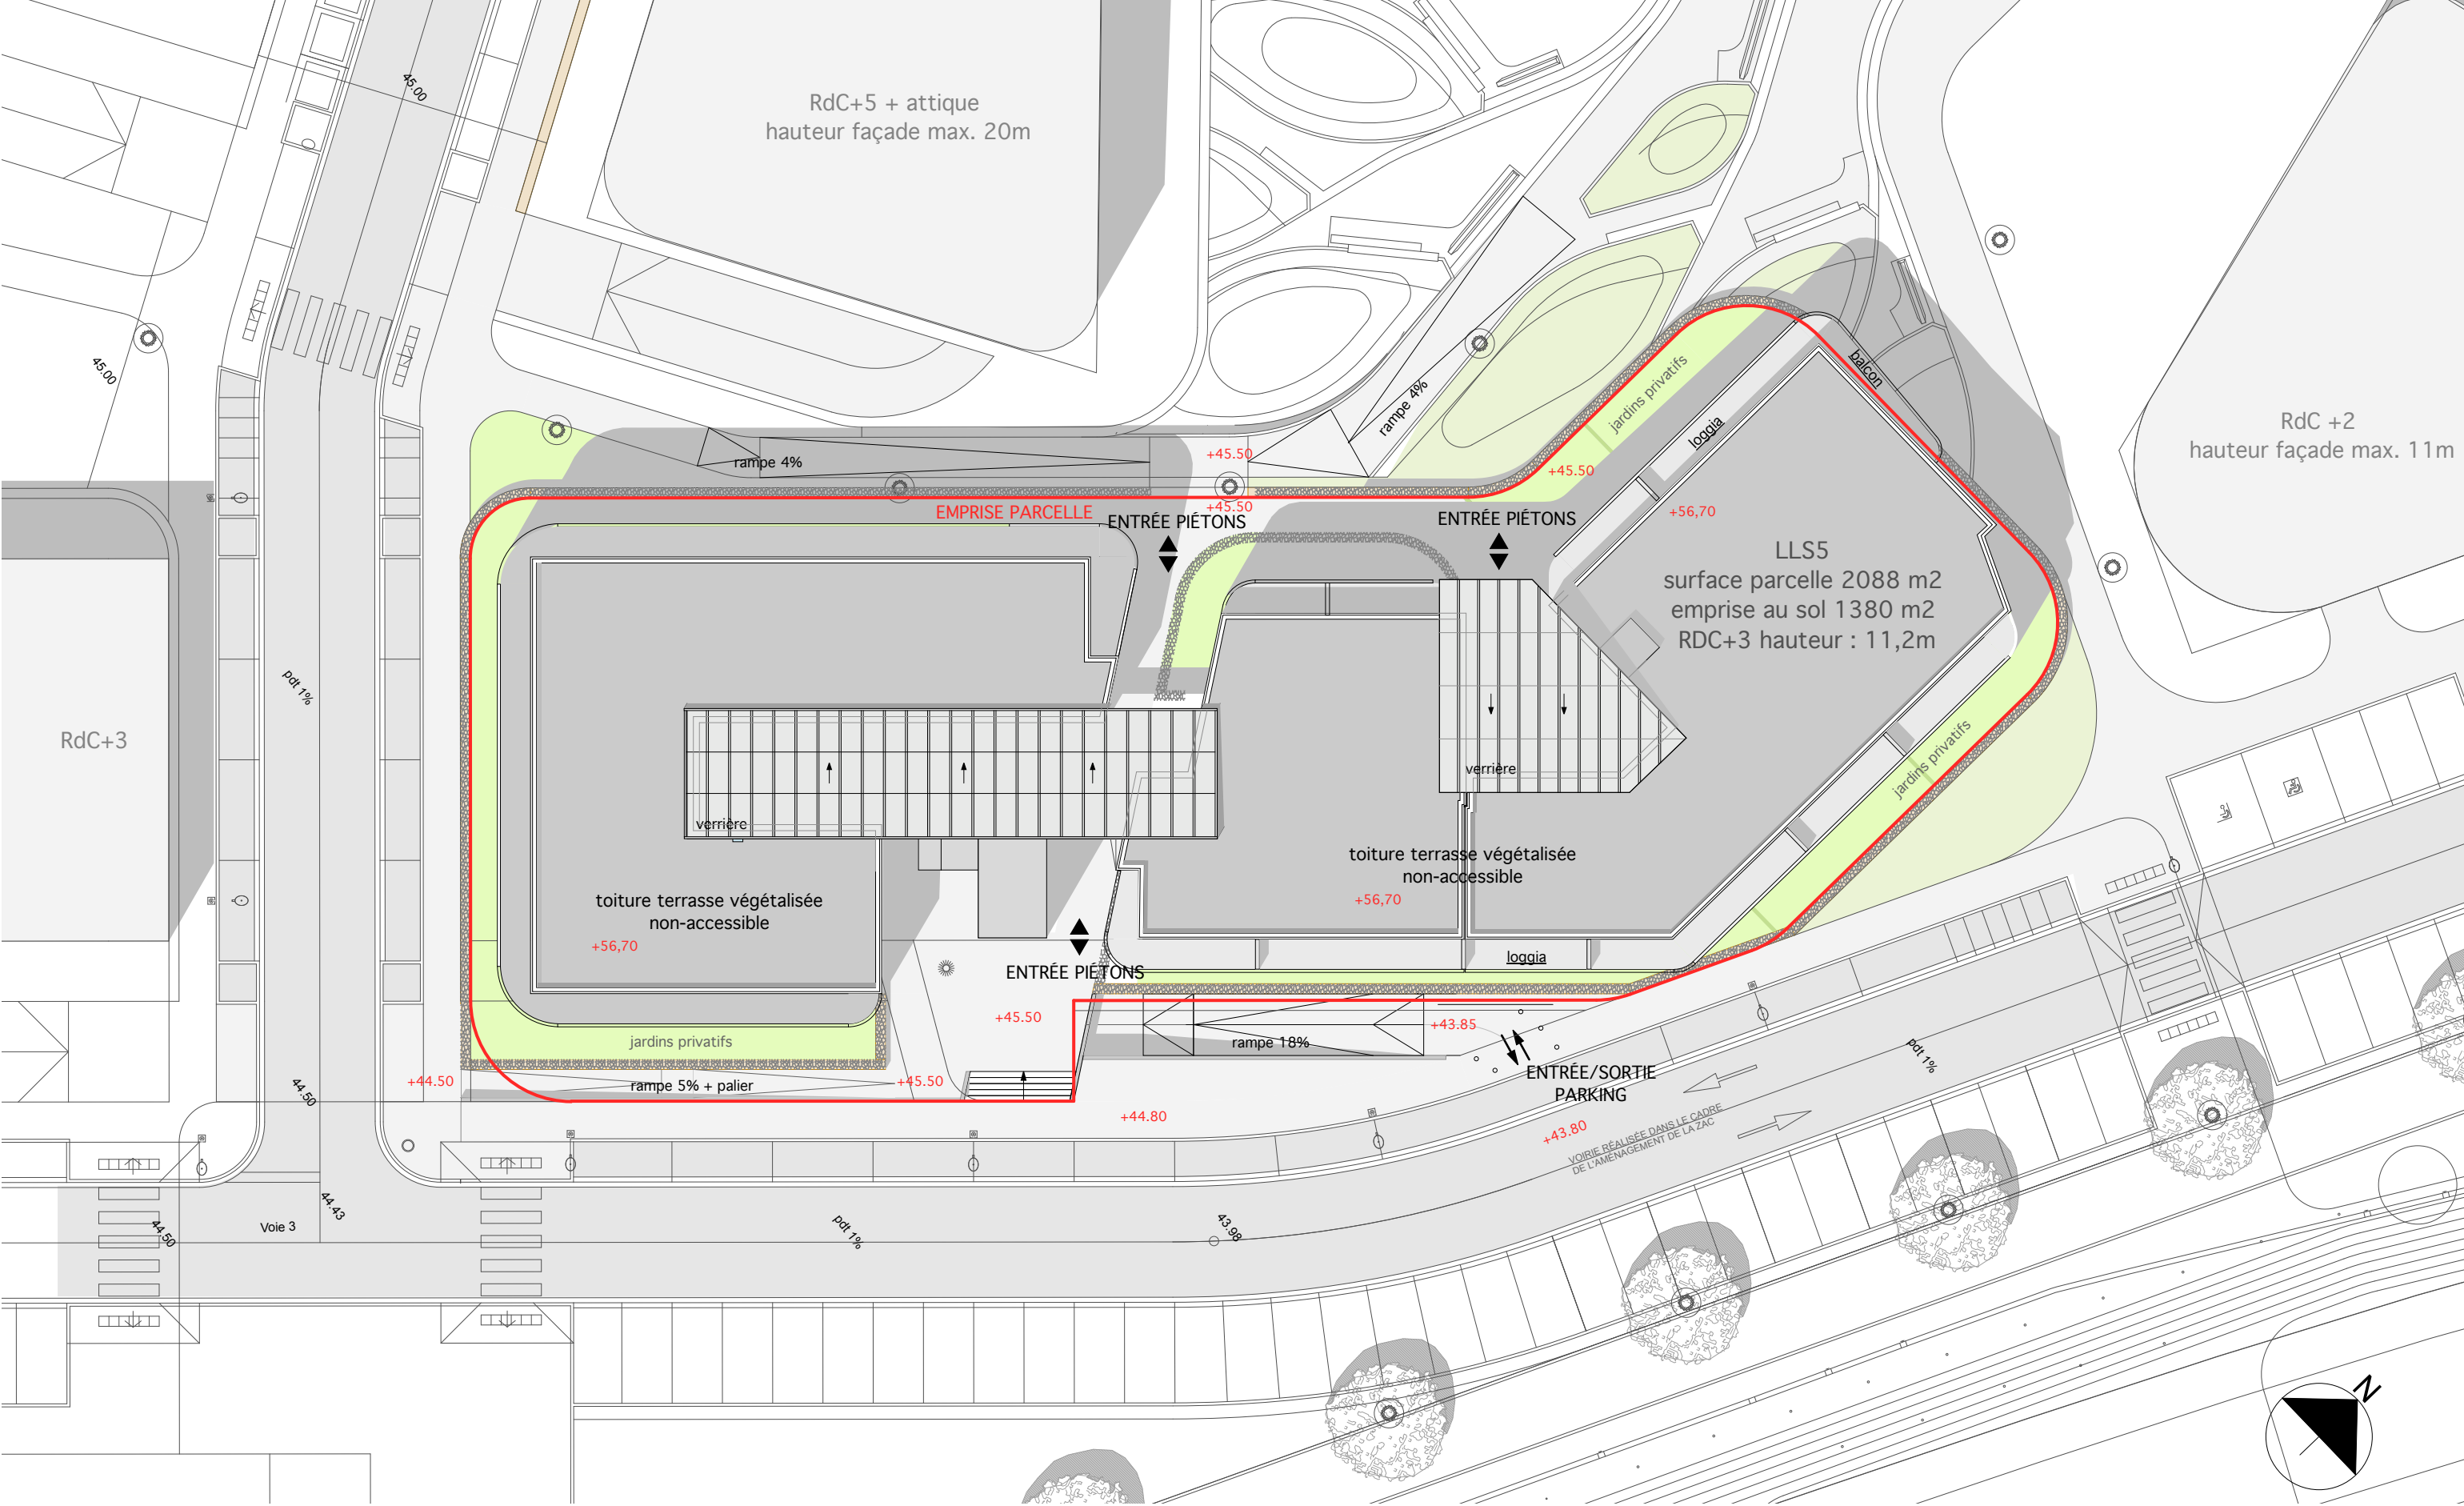 45.00
RdC+5 + attique
hauteur façade max. 20m
45.00
rampe 4%
rampe 4%
jardins privatifs
balcon
loggia
RdC +2
hauteur façade max. 11m
+45.50
+45.50
+45.50
EMPRISE PARCELLE
ENTRÉE PIÉTONS
ENTRÉE PIÉTONS
+56,70
LLS5
surface parcelle 2088 m2
emprise au sol 1380 m2
RDC+3 hauteur : 11,2m
pdt 1%
RdC+3
verrière
verrière
jardins privatifs
toiture terrasse végétalisée
non-accessible
+56,70
toiture terrasse végétalisée
non-accessible
+56,70
loggia
ENTRÉE PIÉTONS
+45.50
+43.85
rampe 18%
jardins privatifs
+44.50
rampe 5% + palier
+45.50
44.50
ENTRÉE/SORTIE
PARKING
pdt 1%
+44.80
+43.80
VOIRIE RÉALISÉE DANS LE CADRE
DE L'AMÉNAGEMENT DE LA ZAC
44.50
Voie 3
44.43
pdt 1%
43.98
N